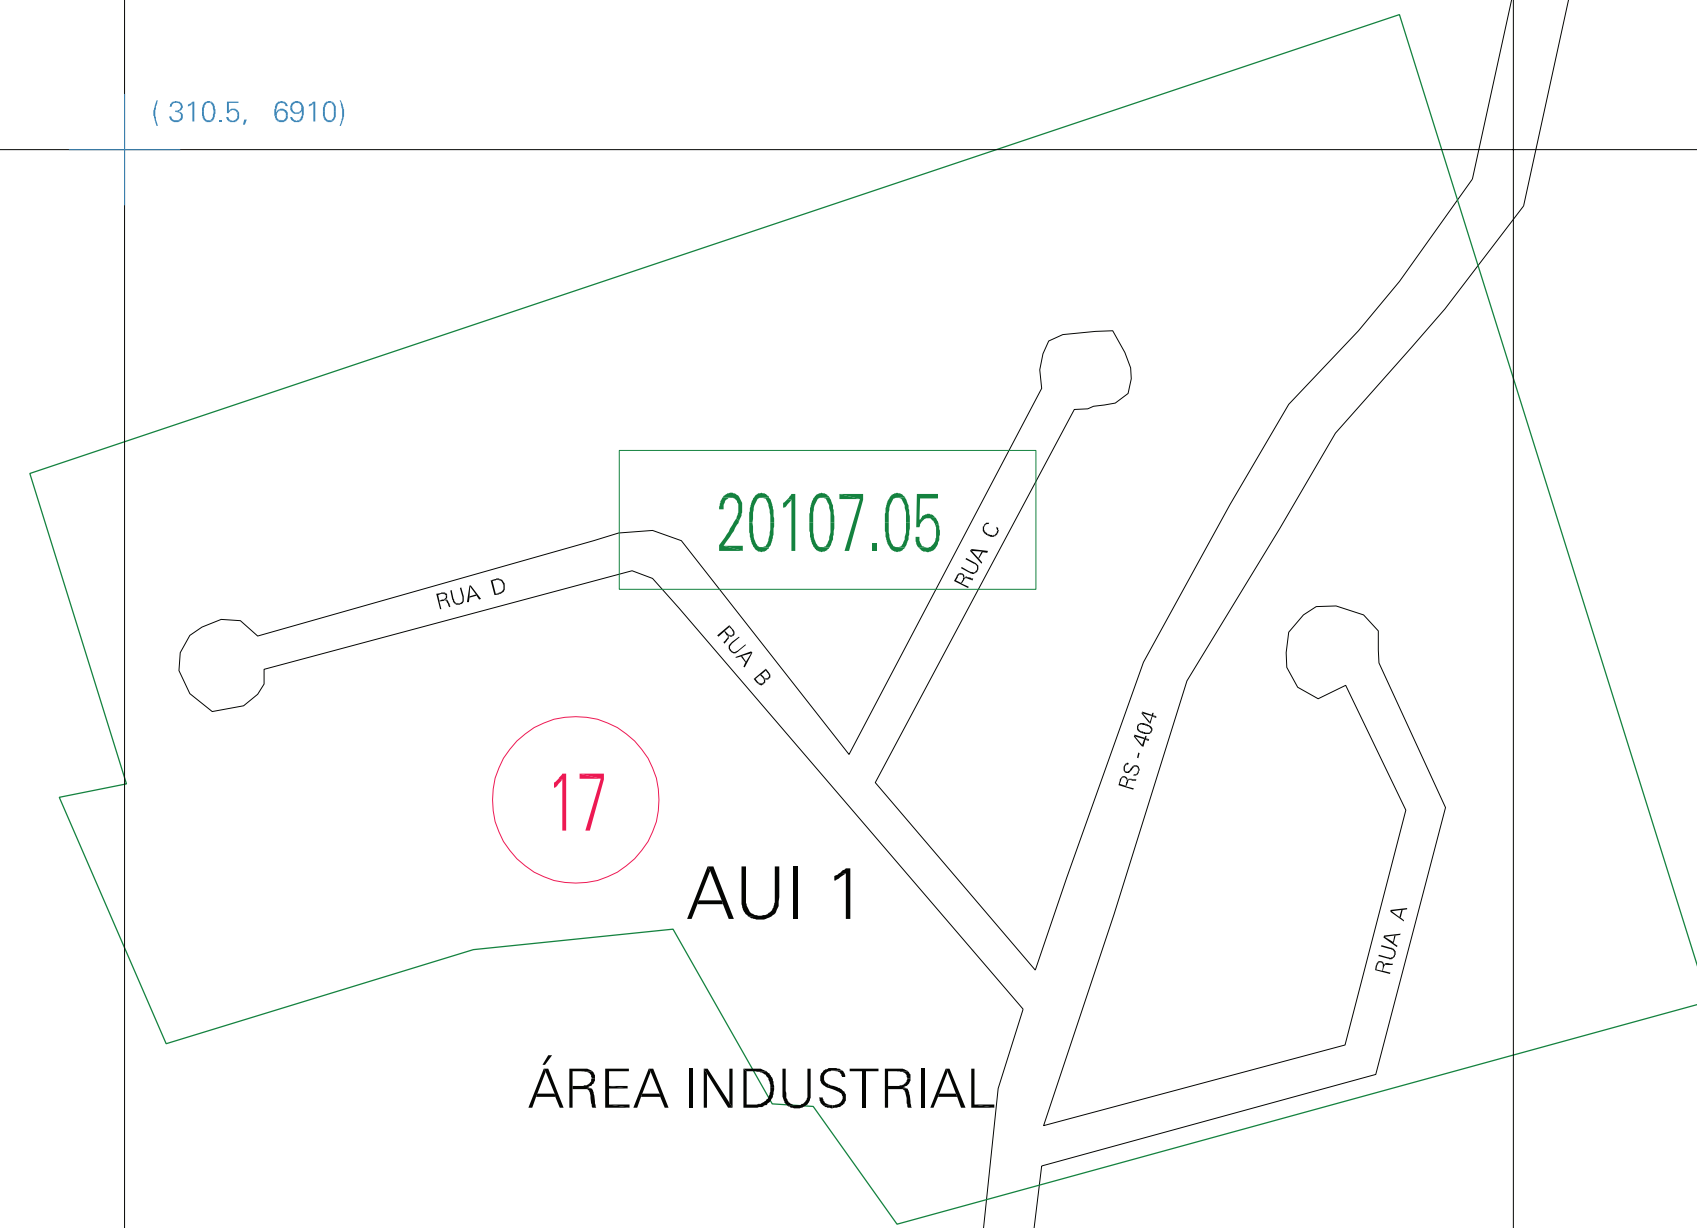 ( 310.5, 6910)
20107.05
RUA C
RUA D
RUA B
RS - 404
17
AUI 1
RUA A
ÁREA INDUSTRIAL